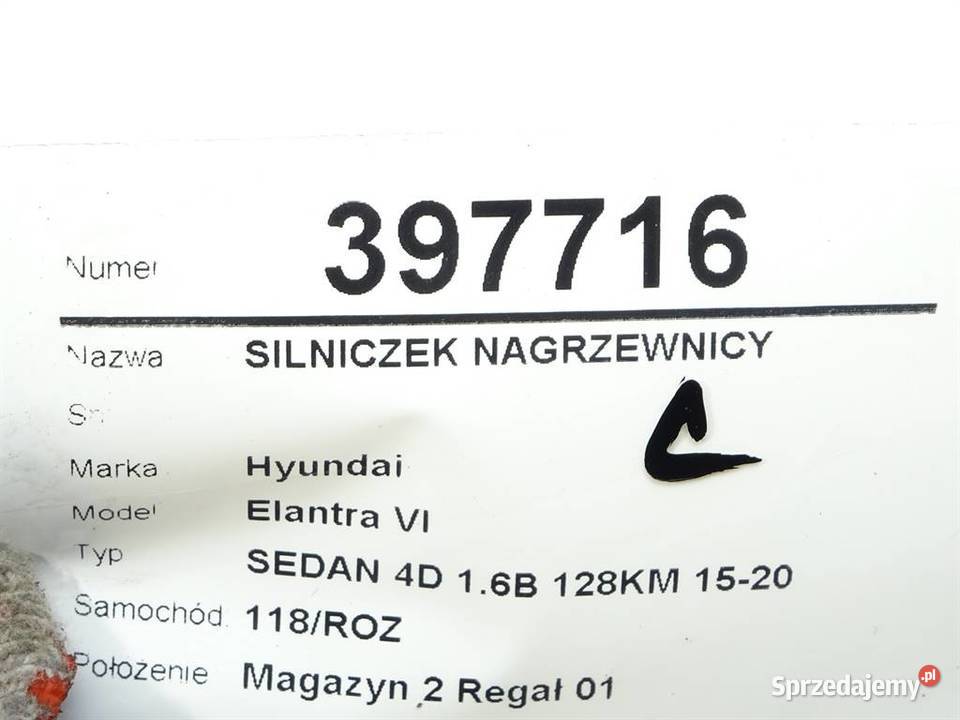 Numer 397716
Nazwa SILNICZEK NAGRZEWNICY
Sn
C
Marka Hyundai
Model Elantra VI
Typ SEDAN 4D 1.6B 128KM 15-20
Samochód 118/ROZ
Położenie Magazyn 2 Regał 01
Sprzedajemy.pl